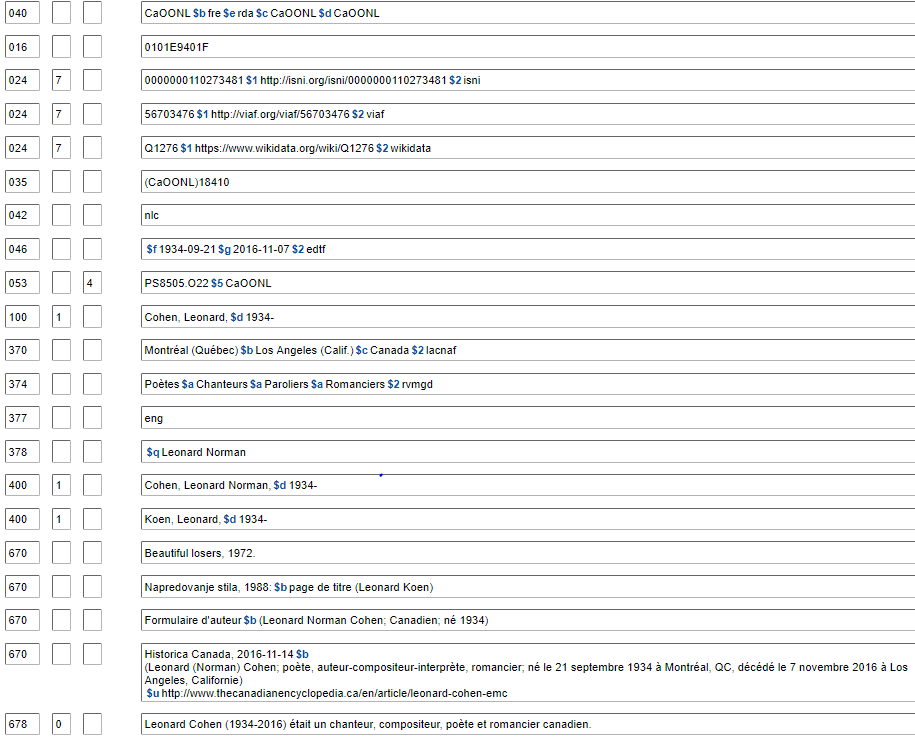 040 CaOONL $b fre $e rda $c CaOONL $d CaOONL
016 0101E9401F
024 7 0000000110273481 $1 http://isni.org/isni/0000000110273481 $2 isni
024 7 56703476 $1 http://viaf.org/viaf/56703476 $2 viaf
024 7 Q1276 $1 https://www.wikidata.org/wiki/Q1276 $2 wikidata
035 (CaOONL)18410
042 nlc
046 $f 1934-09-21 $g 2016-11-07 $2 edtf
053 4 PS8505.O22 $5 CaOONL
100 1 Cohen, Leonard, $d 1934-
370 Montréal (Québec) $b Los Angeles (Calif.) $c Canada $2 lacnaf
374 Poètes $a Chanteurs $a Paroliers $a Romanciers $2 rvmgd
377 eng
378 $q Leonard Norman
400 1 Cohen, Leonard Norman, $d 1934-
400 1 Koen, Leonard, $d 1934-
670 Beautiful losers, 1972.
670 Napredovanje stila, 1988: $b page de titre (Leonard Koen)
670 Formulaire d'auteur $b (Leonard Norman Cohen; Canadien; né 1934)
670 Historica Canada, 2016-11-14 $b
(Leonard (Norman) Cohen; poète, auteur-compositeur-interprète, romancier; né le 21 septembre 1934 à Montréal, QC, décédé le 7 novembre 2016 à Los
Angeles, Californie)
$u http://www.thecanadianencyclopedia.ca/en/article/leonard-cohen-emc
678 0 Leonard Cohen (1934-2016) était un chanteur, compositeur, poète et romancier canadien.